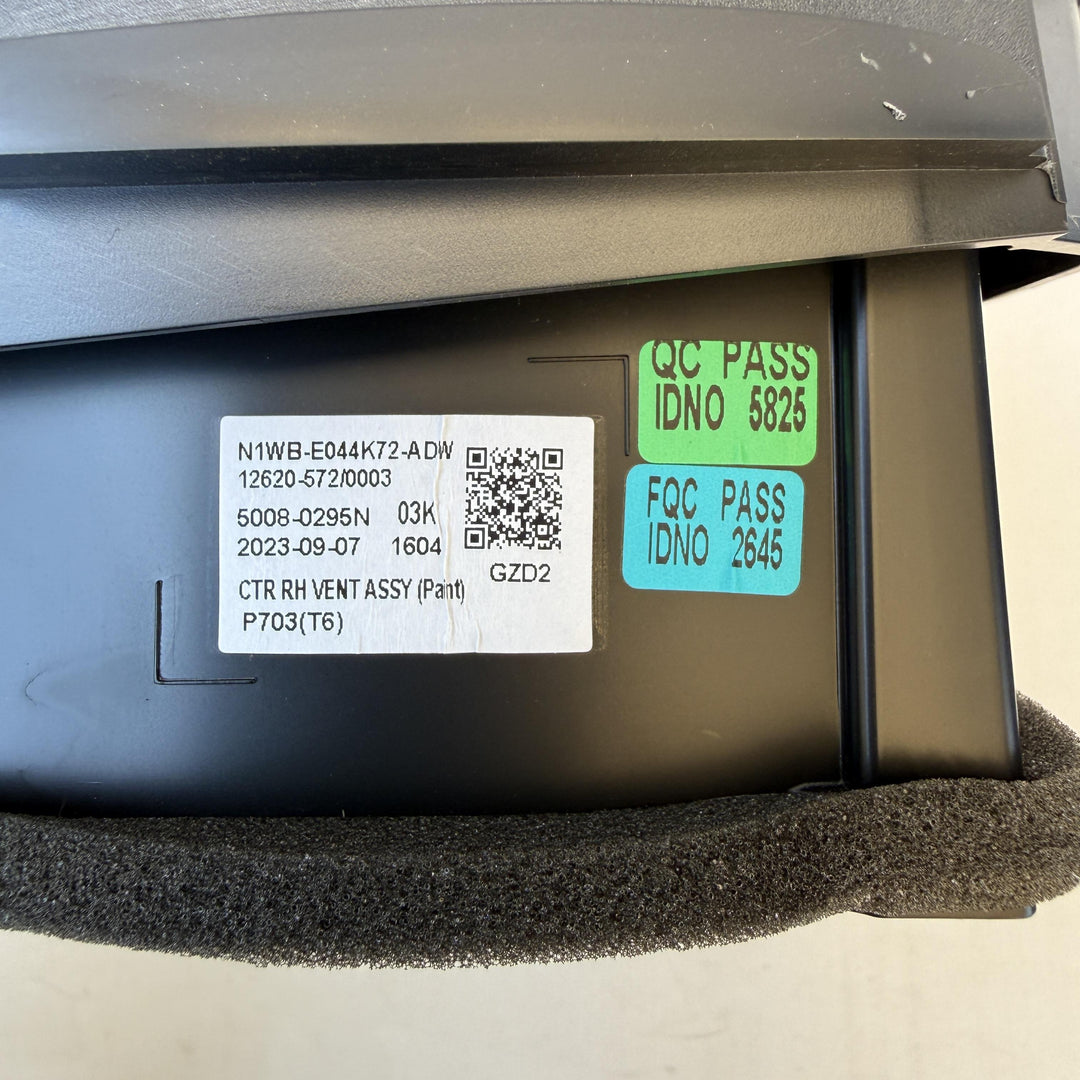 N1WB-E044K72-ADW
12620-572/0003
5008-0295N 03K
2023-09-07 1604
GZD2
CTR RH VENT ASSY (Paint)
P703(T6)
QC PASS
IDNO 5825
FQC PASS
IDNO 2645